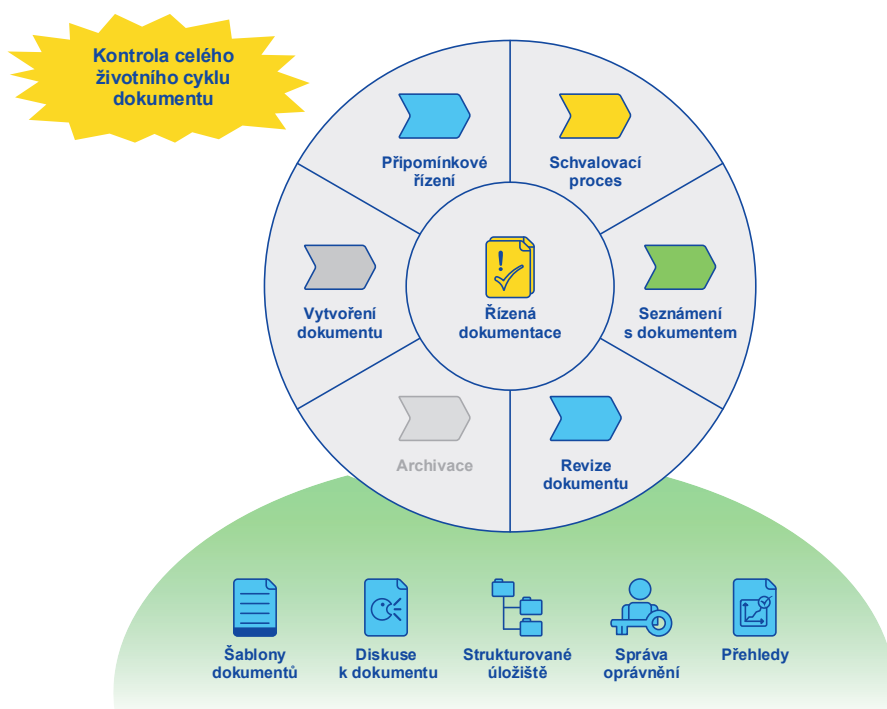 Kontrola celého
životního cyklu
dokumentu
Připomínkové
řízení
Schvalovací
proces
Vytvoření
dokumentu
Řízená
dokumentace
Seznámení
s dokumentem
Archivace
Revize
dokumentu
Šablony
dokumentů
Diskuse
k dokumentu
Strukturované
úložiště
Správa
oprávnění
Přehledy